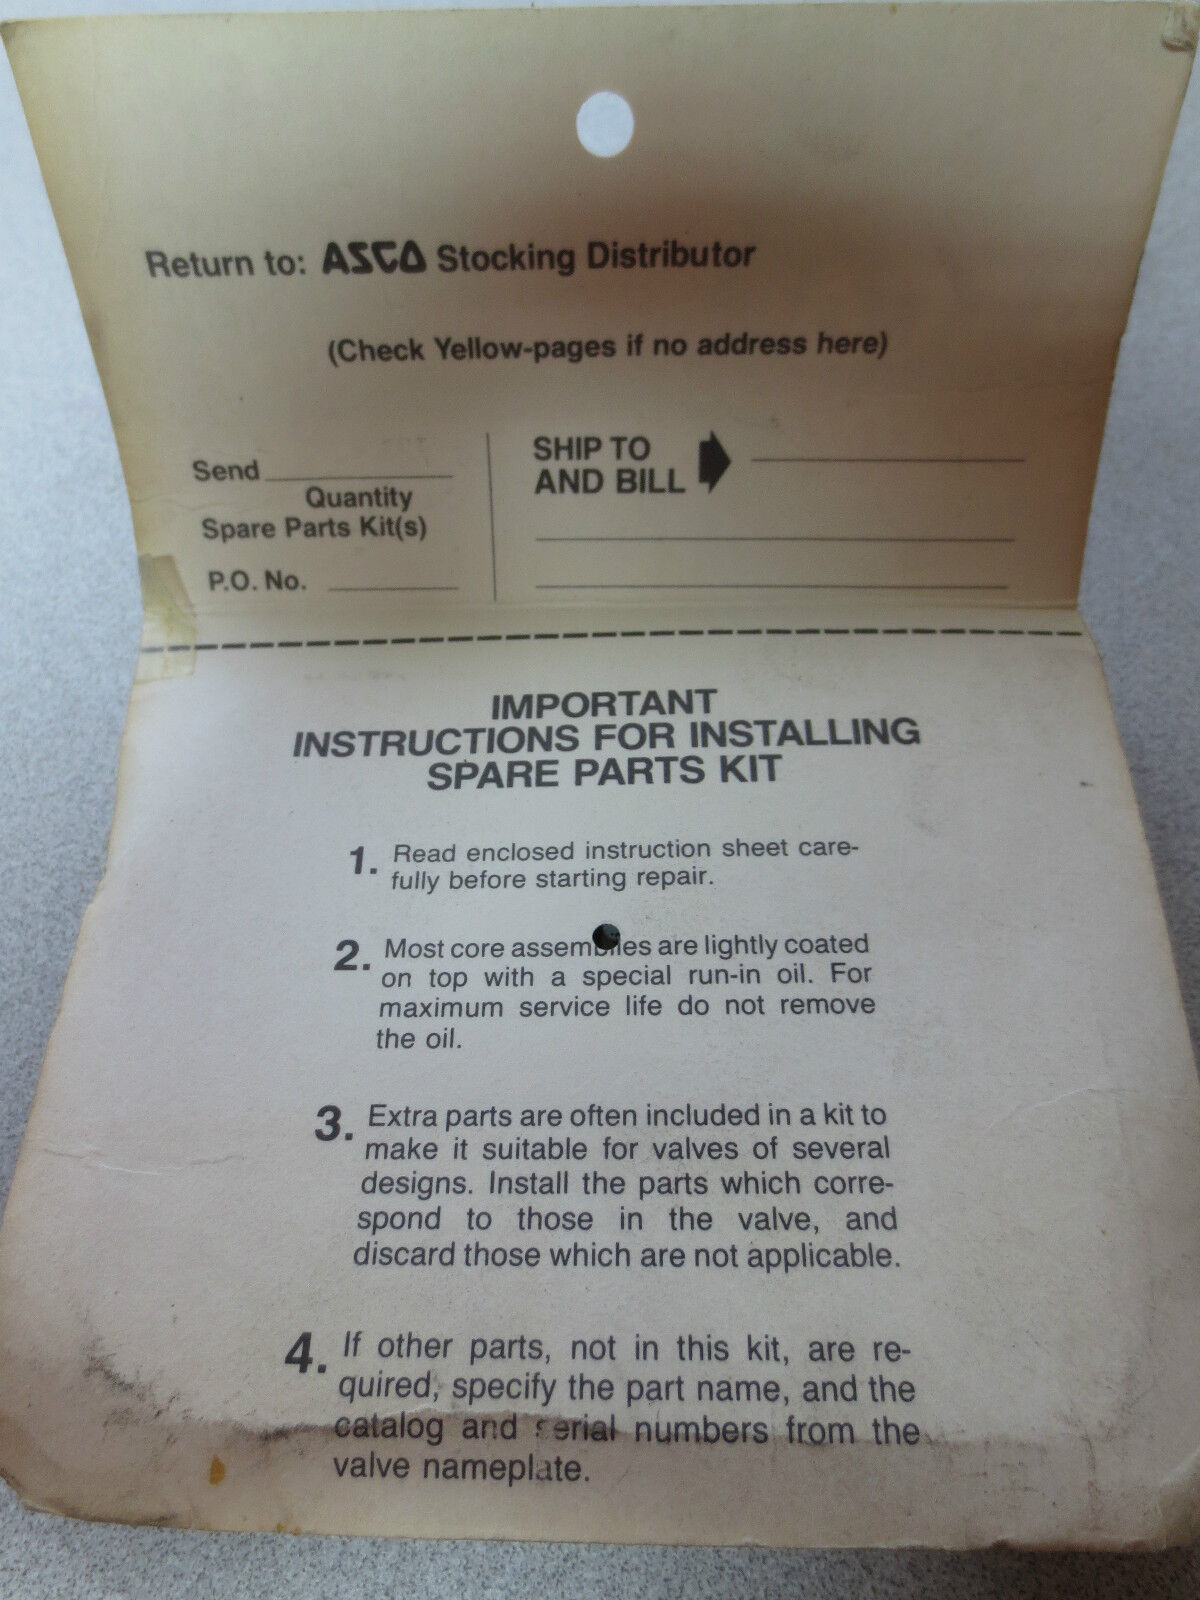 Return to: ASCO Stocking Distributor
(Check Yellow-pages if no address here)
Send
Quantity
Spare Parts Kit(s)
P.O. No.
SHIP TO
AND BILL
IMPORTANT
INSTRUCTIONS FOR INSTALLING
SPARE PARTS KIT
1. Read enclosed instruction sheet care-
fully before starting repair.
2. Most core assemblies are lightly coated
on top with a special run-in oil. For
maximum service life do not remove
the oil.
3. Extra parts are often included in a kit to
make it suitable for valves of several
designs. Install the parts which corre-
spond to those in the valve, and
discard those which are not applicable.
4. If other parts, not in this kit, are re-
quired, specify the part name, and the
catalog and serial numbers from the
valve nameplate.